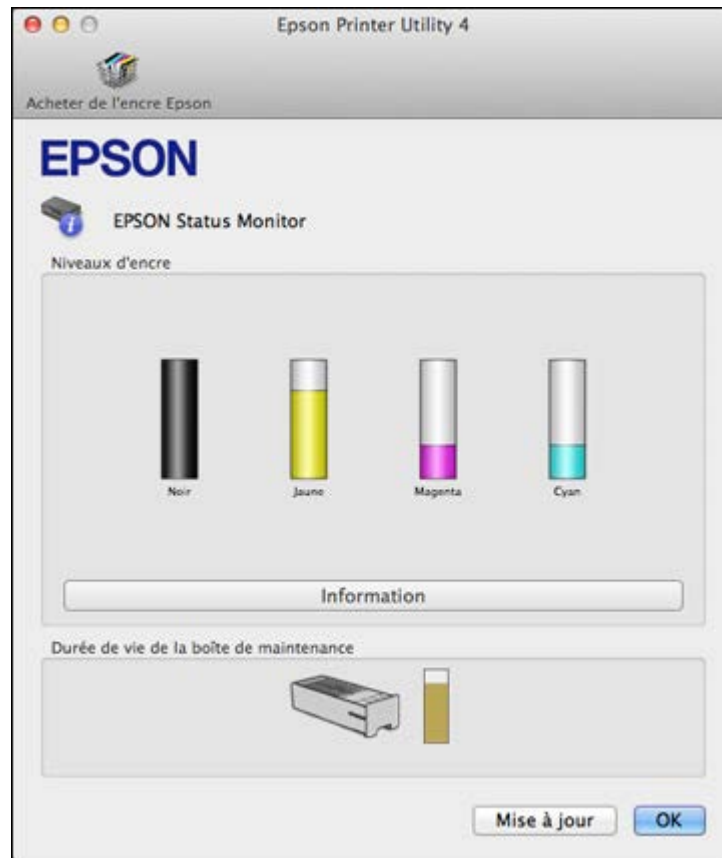 Epson Printer Utility 4
Acheter de l'encre Epson
EPSON
EPSON Status Monitor
Niveaux d'encre
Noir
Jaune
Magenta
Cyan
Information
Durée de vie de la boîte de maintenance
Mise à jour
OK